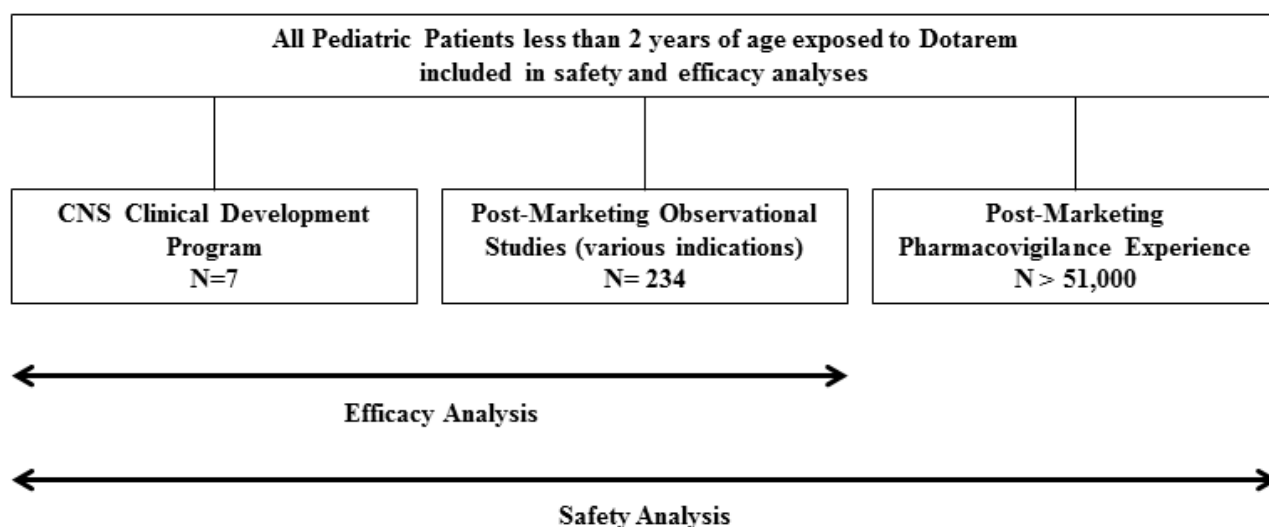 All Pediatric Patients less than 2 years of age exposed to Dotarem
included in safety and efficacy analyses
CNS Clinical Development
Program
N=7
Post-Marketing Observational
Studies (various indications)
N= 234
Post-Marketing
Pharmacovigilance Experience
N > 51,000
Efficacy Analysis
Safety Analysis